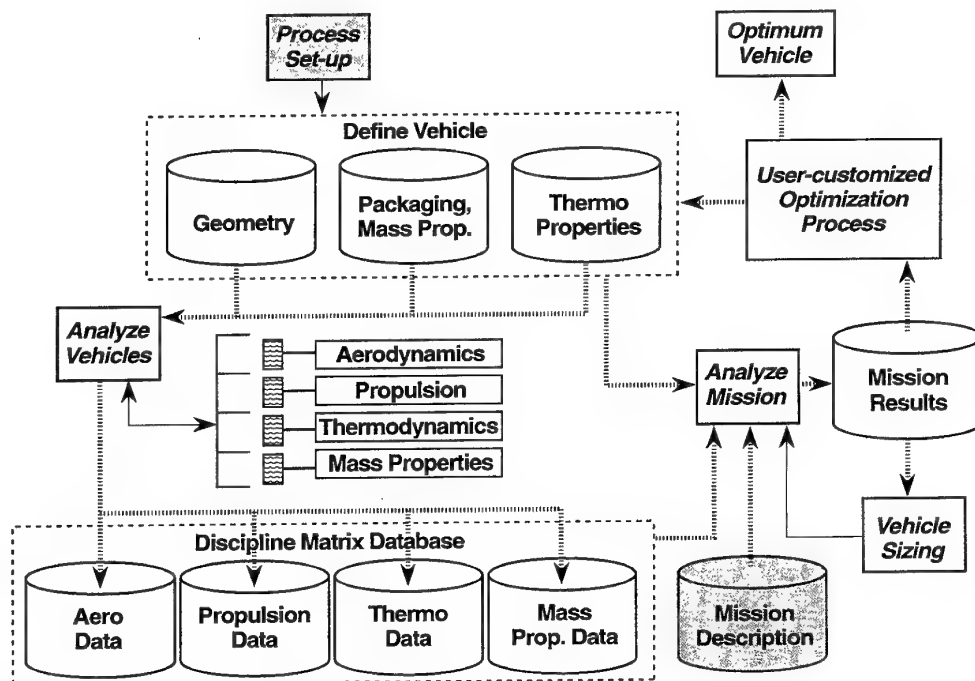 Process
Set-up
Optimum
Vehicle
Define Vehicle
Geometry
Packaging,
Mass Prop.
Thermo
Properties
User-customized
Optimization
Process
Analyze
Vehicles
Aerodynamics
Propulsion
Thermodynamics
Mass Properties
Analyze
Mission
Mission
Results
Vehicle
Sizing
Discipline Matrix Database
Aero
Data
Propulsion
Data
Thermo
Data
Mass
Prop. Data
Mission
Description